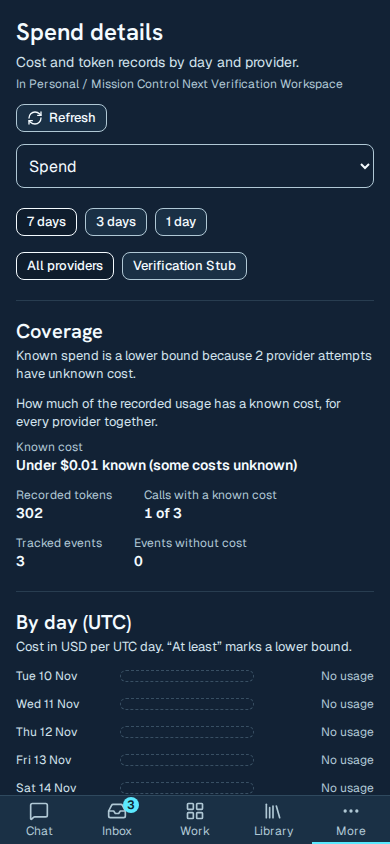 Spend details
Cost and token records by day and provider.
In Personal / Mission Control Next Verification Workspace
Refresh
Spend
7 days
3 days
1 day
All providers
Verification Stub
Coverage
Known spend is a lower bound because 2 provider attempts
have unknown cost.
How much of the recorded usage has a known cost, for
every provider together.
Known cost
Under $0.01 known (some costs unknown)
Recorded tokens
302
Calls with a known cost
1 of 3
Tracked events
3
Events without cost
0
By day (UTC)
Cost in USD per UTC day. “At least” marks a lower bound.
Tue 10 Nov No usage
Wed 11 Nov No usage
Thu 12 Nov No usage
Fri 13 Nov No usage
Sat 14 Nov No usage
3
Chat
Inbox
Work
Library
More